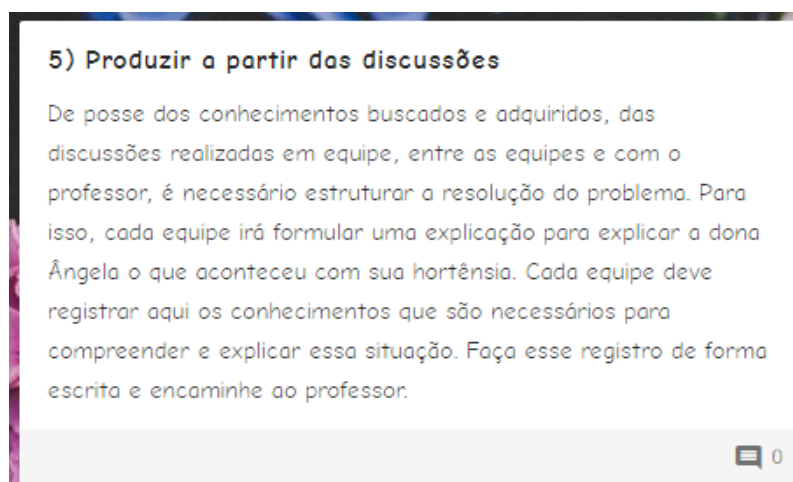 5) Produzir a partir das discussões
De posse dos conhecimentos buscados e adquiridos, das
discussões realizadas em equipe, entre as equipes e com o
professor, é necessário estruturar a resolução do problema. Para
isso, cada equipe irá formular uma explicação para explicar a dona
Ângela o que aconteceu com sua hortênsia. Cada equipe deve
registrar aqui os conhecimentos que são necessários para
compreender e explicar essa situação. Faça esse registro de forma
escrita e encaminhe ao professor.
0